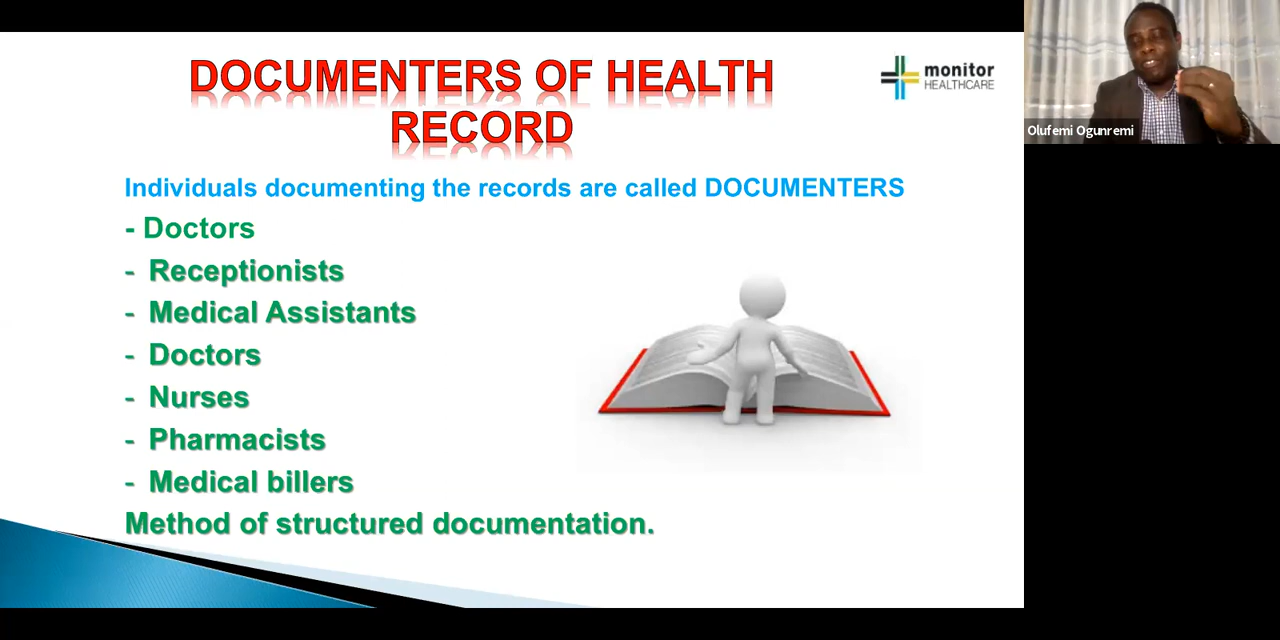 DOCUMENTERS OF HEALTH
RECORD
monitor
HEALTHCARE
Olufemi Ogunremi
Individuals documenting the records are called DOCUMENTERS
- Doctors
- Receptionists
- Medical Assistants
- Doctors
- Nurses
- Pharmacists
- Medical billers
Method of structured documentation.